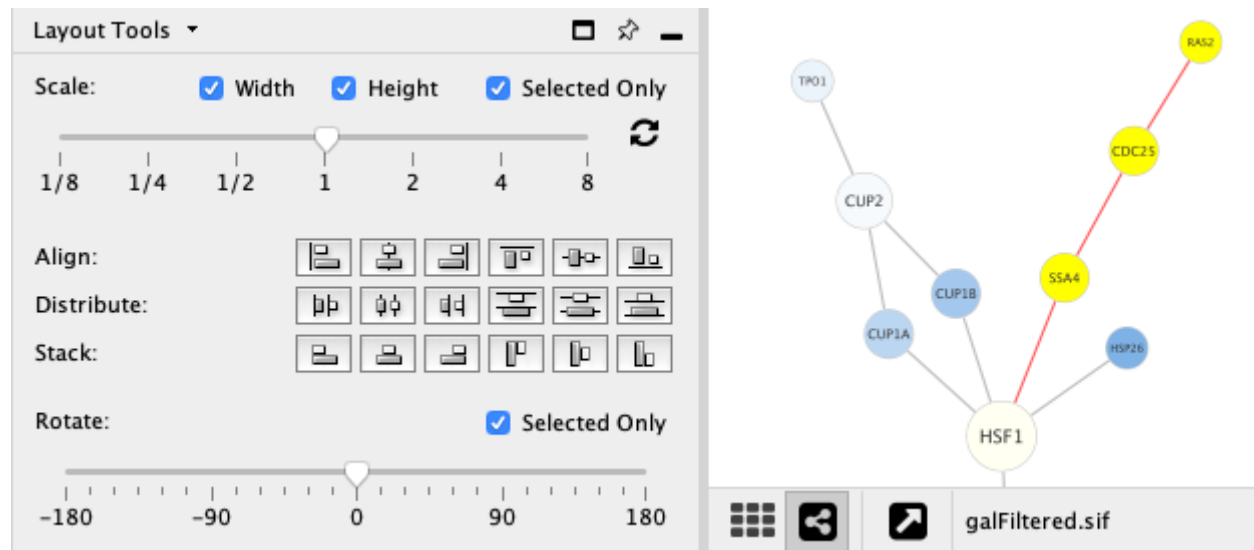 Layout Tools
Scale: Width Height Selected Only
1/8 1/4 1/2 1 2 4 8
Align:
Distribute:
Stack:
Rotate: Selected Only
-180 -90 0 90 180
RAS2
TPO1
CDC25
CUP2
SSA4
CUP1B
CUP1A
HSP26
HSF1
galFiltered.sif